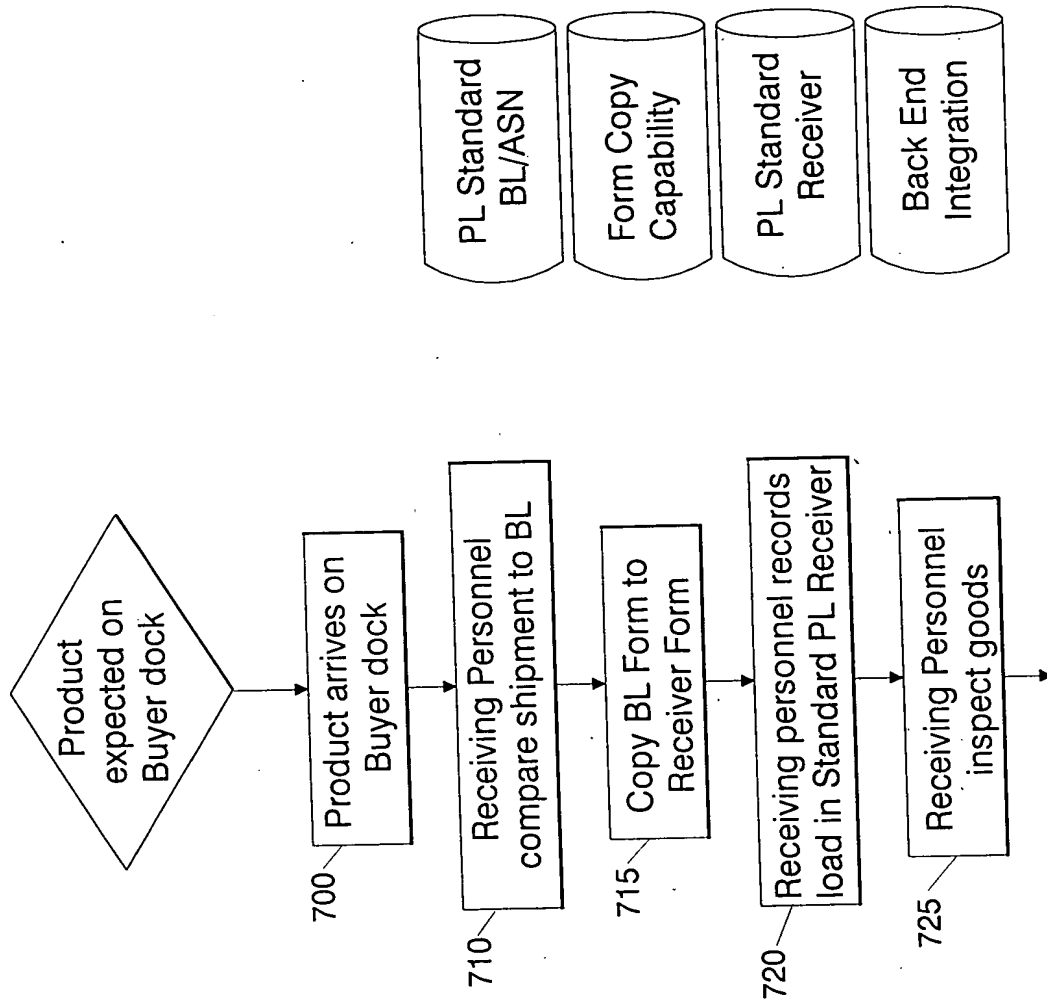 Product
expected on
Buyer dock
700
Product arrives on
Buyer dock
710
Receiving Personnel
compare shipment to BL
715
Copy BL Form to
Receiver Form
720
Receiving personnel records
load in Standard PL Receiver
725
Receiving Personnel
inspect goods
PL Standard
BL/ASN
Form Copy
Capability
PL Standard
Receiver
Back End
Integration